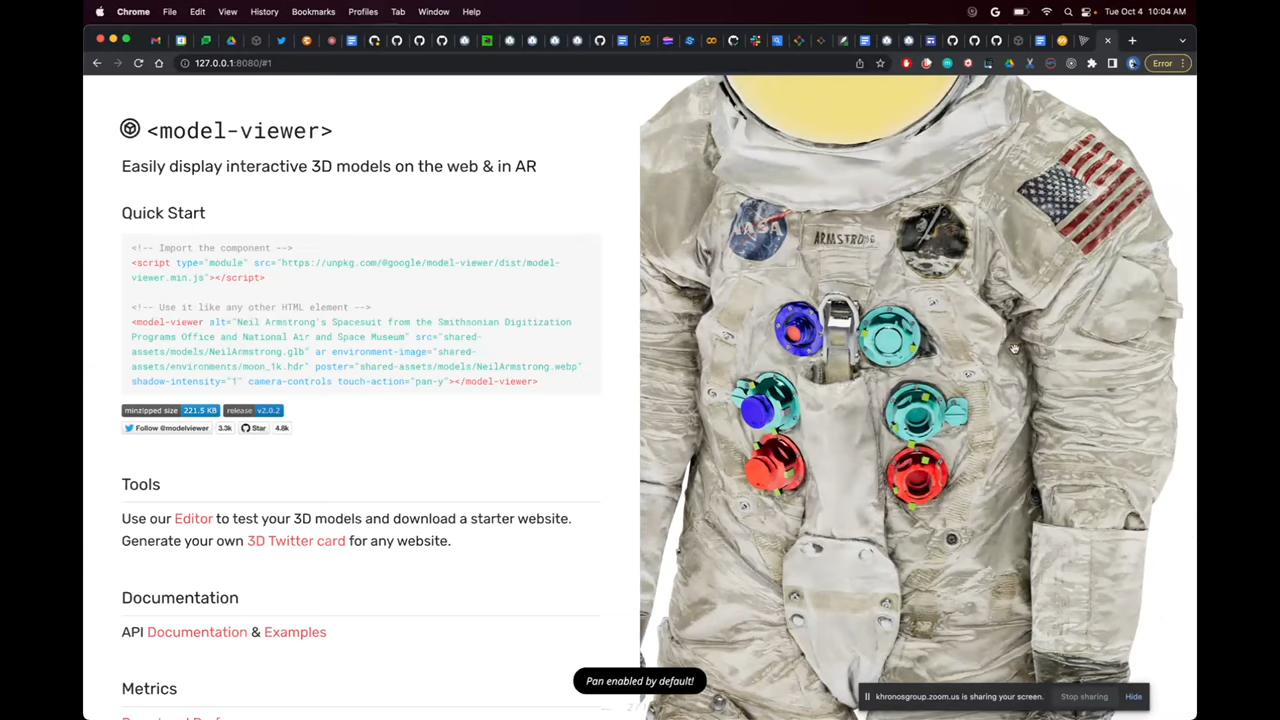 Chrome File Edit View History Bookmarks Profiles Tab Window Help Tue Oct 4 10:04 AM
127.0.0.1:8080/#1 Error
<model-viewer>
Easily display interactive 3D models on the web & in AR
Quick Start
<!-- Import the component -->
<script type="module" src="https://unpkg.com/@google/model-viewer/dist/model-
viewer.min.js"></script>
<!-- Use it like any other HTML element -->
<model-viewer alt="Neil Armstrong's Spacesuit from the Smithsonian Digitization
Programs Office and National Air and Space Museum" src="shared-
assets/models/NeilArmstrong.glb" ar environment-image="shared-
assets/environments/moon_1k.hdr" poster="shared-assets/models/NeilArmstrong.webp"
shadow-intensity="1" camera-controls touch-action="pan-y"></model-viewer>
minzipped size 221.5 KB release v2.0.2
Follow @modelviewer 3.3k Star 4.8k
Tools
Use our Editor to test your 3D models and download a starter website.
Generate your own 3D Twitter card for any website.
Documentation
API Documentation & Examples
Metrics
NASA
ARMSTRONG
Pan enabled by default!
khronosgroup.zoom.us is sharing your screen. Stop sharing Hide